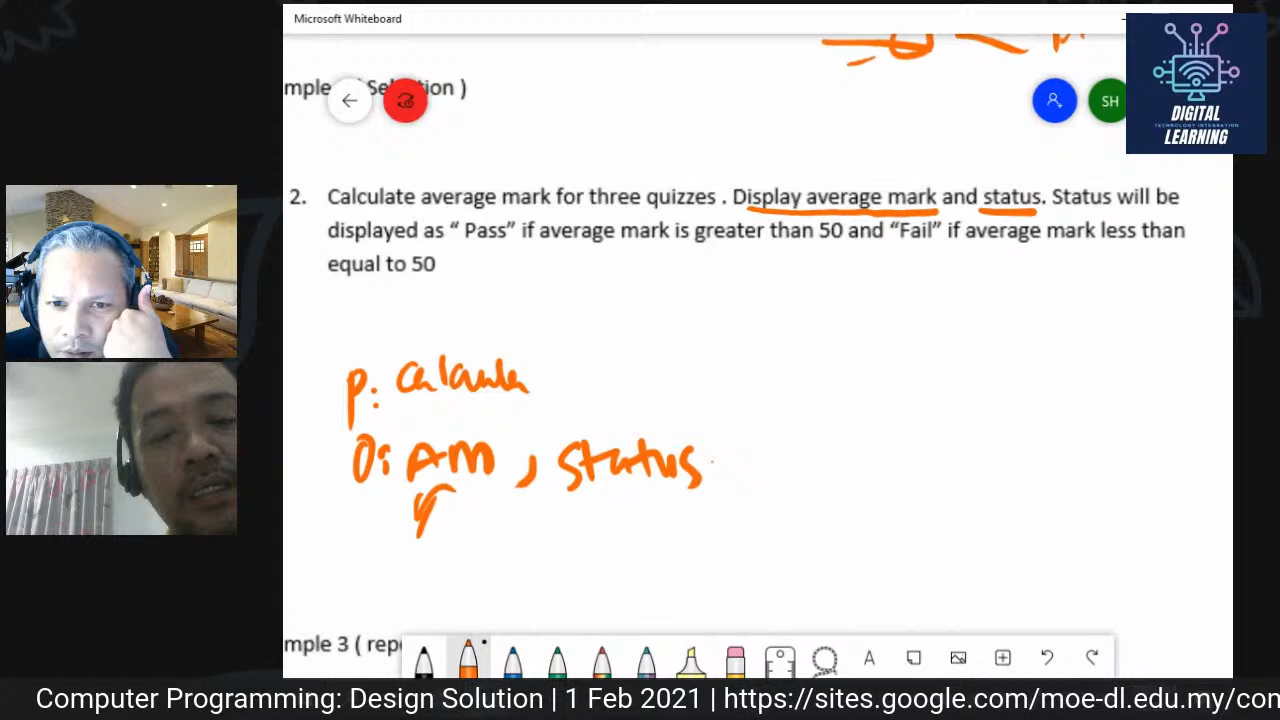 Microsoft Whiteboard
mple Selection )
SH
DIGITAL
TECHNOLOGY INTEGRATION
LEARNING
2. Calculate average mark for three quizzes . Display average mark and status. Status will be
displayed as “ Pass” if average mark is greater than 50 and “Fail” if average mark less than
equal to 50
p:
O: AM , Status
mple 3 ( rep
A
Computer Programming: Design Solution | 1 Feb 2021 | https://sites.google.com/moe-dl.edu.my/con